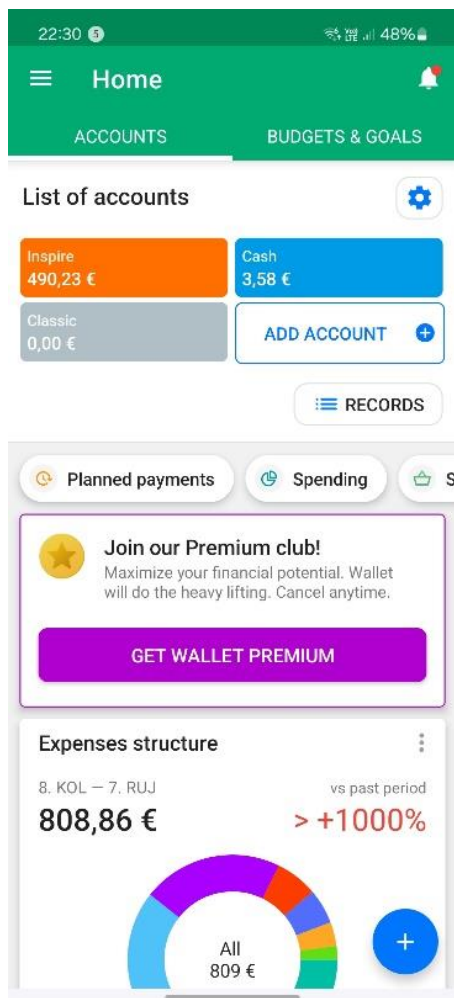 22:30 5 48%
Home
ACCOUNTS BUDGETS & GOALS
List of accounts
Inspire
490,23 €
Cash
3,58 €
Classic
0,00 €
ADD ACCOUNT
RECORDS
Planned payments Spending S
Join our Premium club!
Maximize your financial potential. Wallet
will do the heavy lifting. Cancel anytime.
GET WALLET PREMIUM
Expenses structure
8. KOL – 7. RUJ vs past period
808,86 € > +1000%
All
809 €